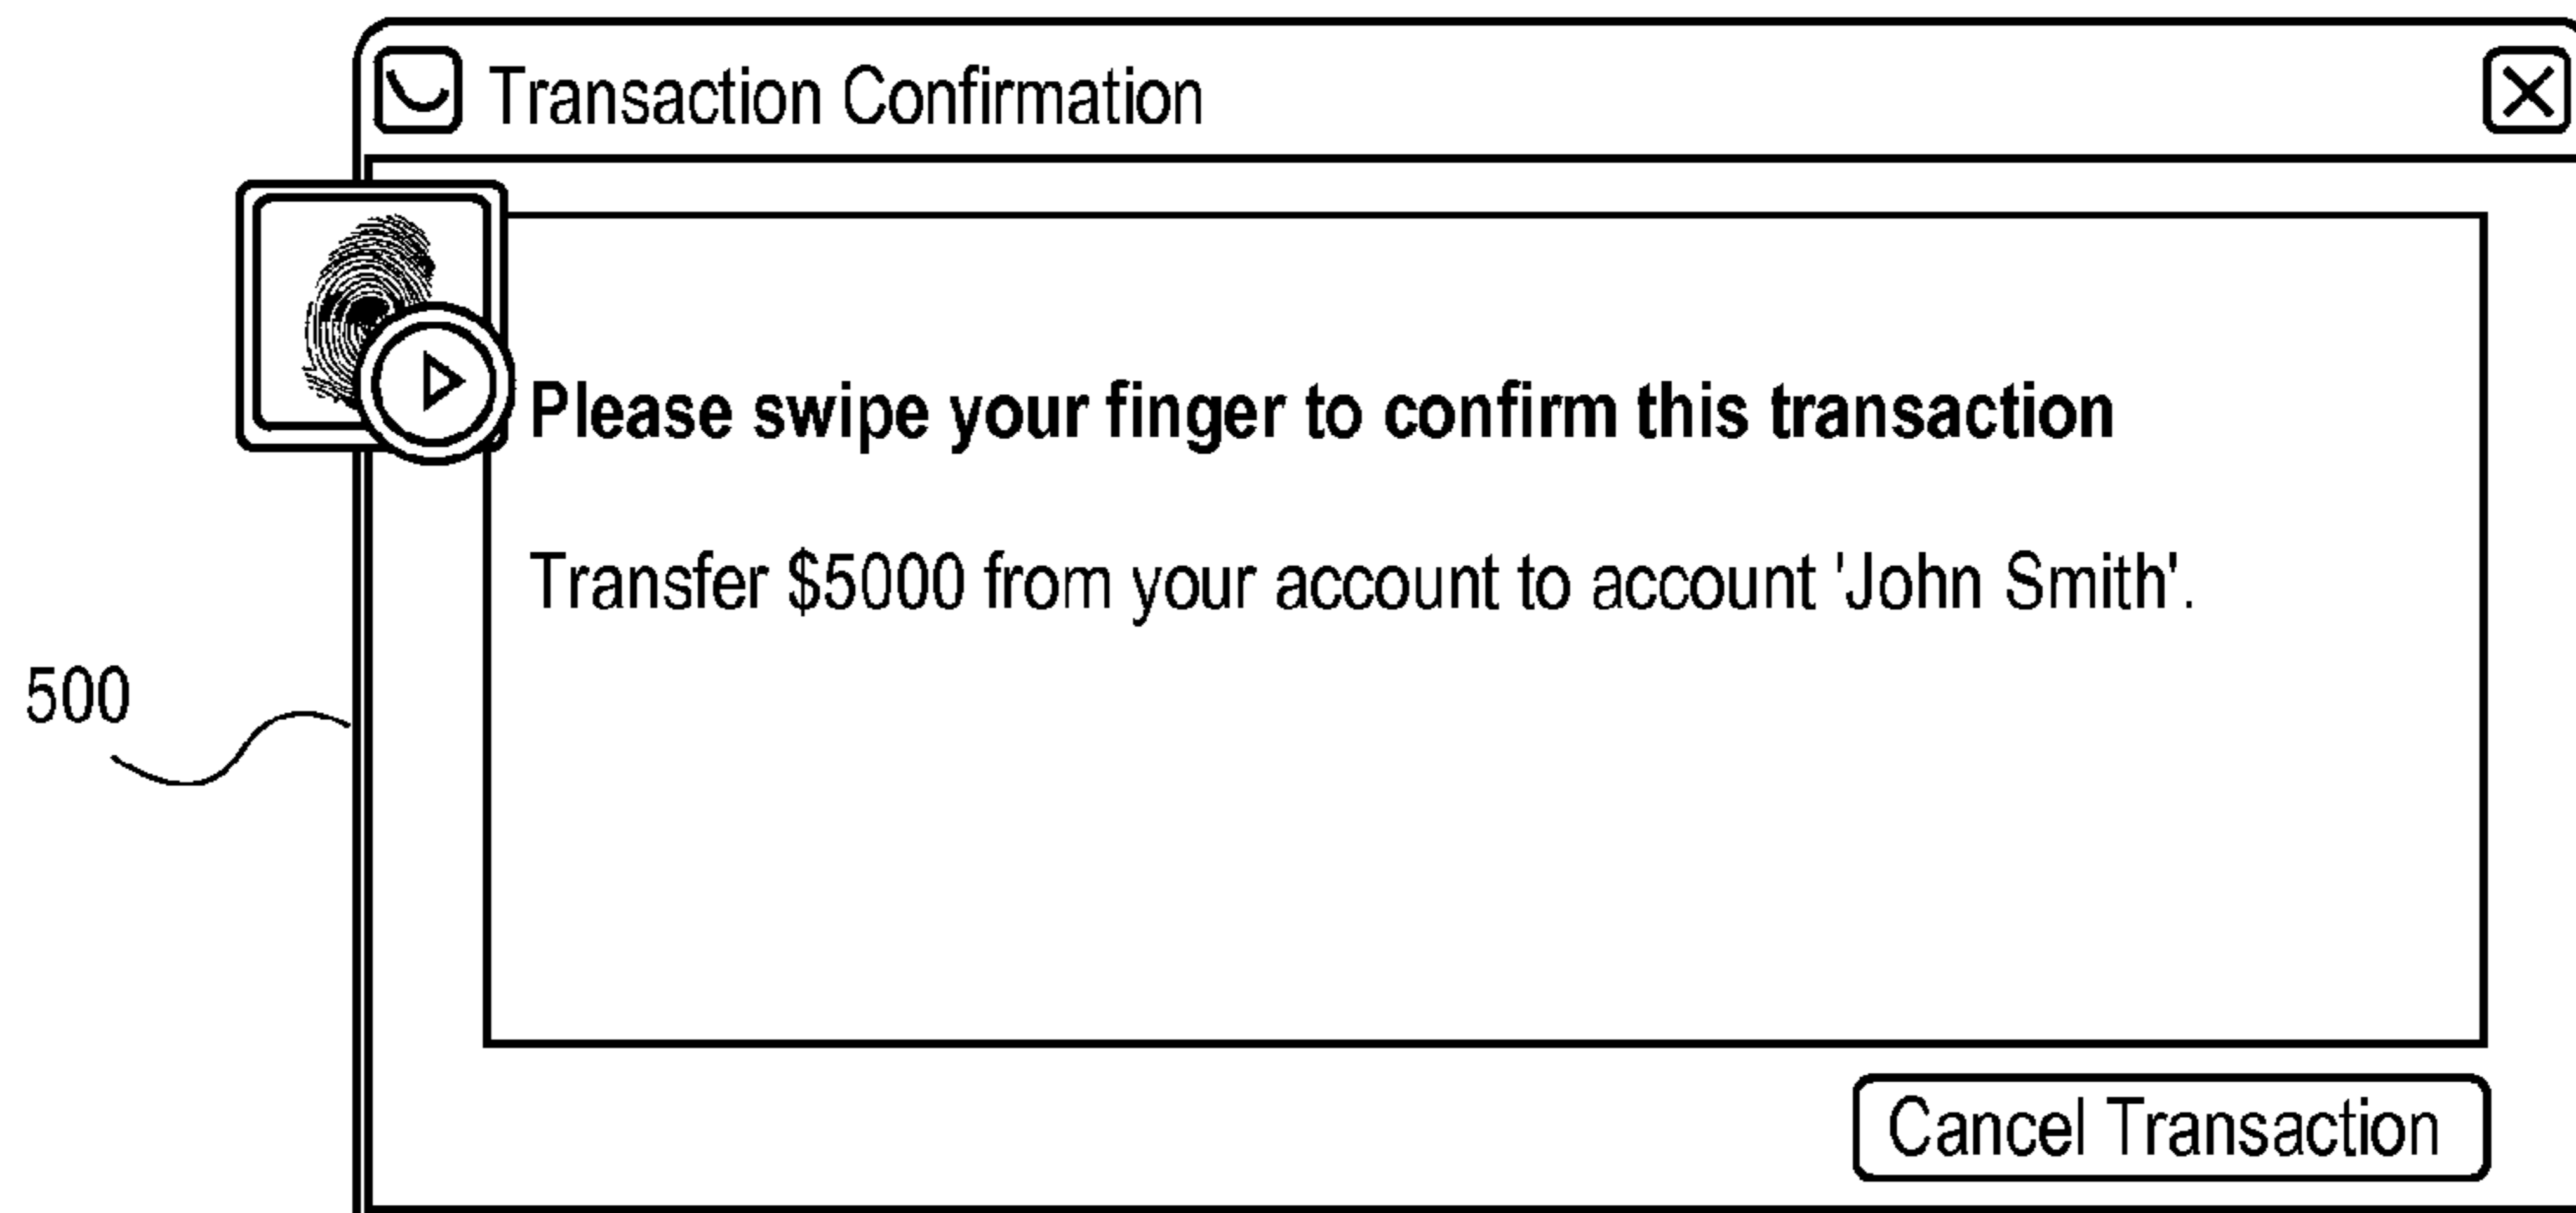 Transaction Confirmation
Please swipe your finger to confirm this transaction
Transfer $5000 from your account to account 'John Smith'.
500
Cancel Transaction